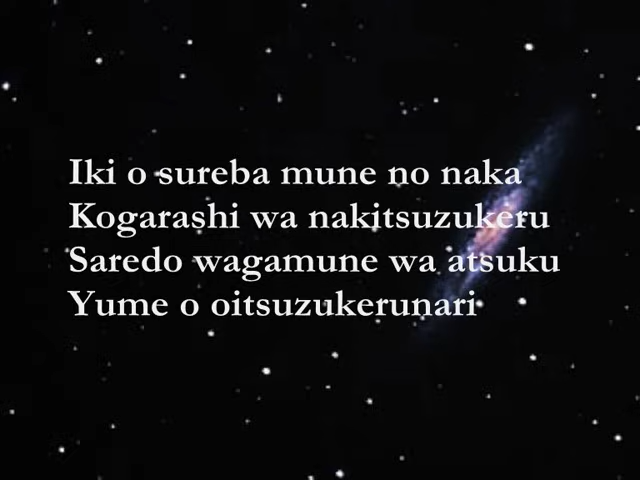 Iki o sureba mune no naka
Kogarashi wa nakitsuzukeru
Saredo wagamune wa atsuku
Yume o oitsuzukerunari